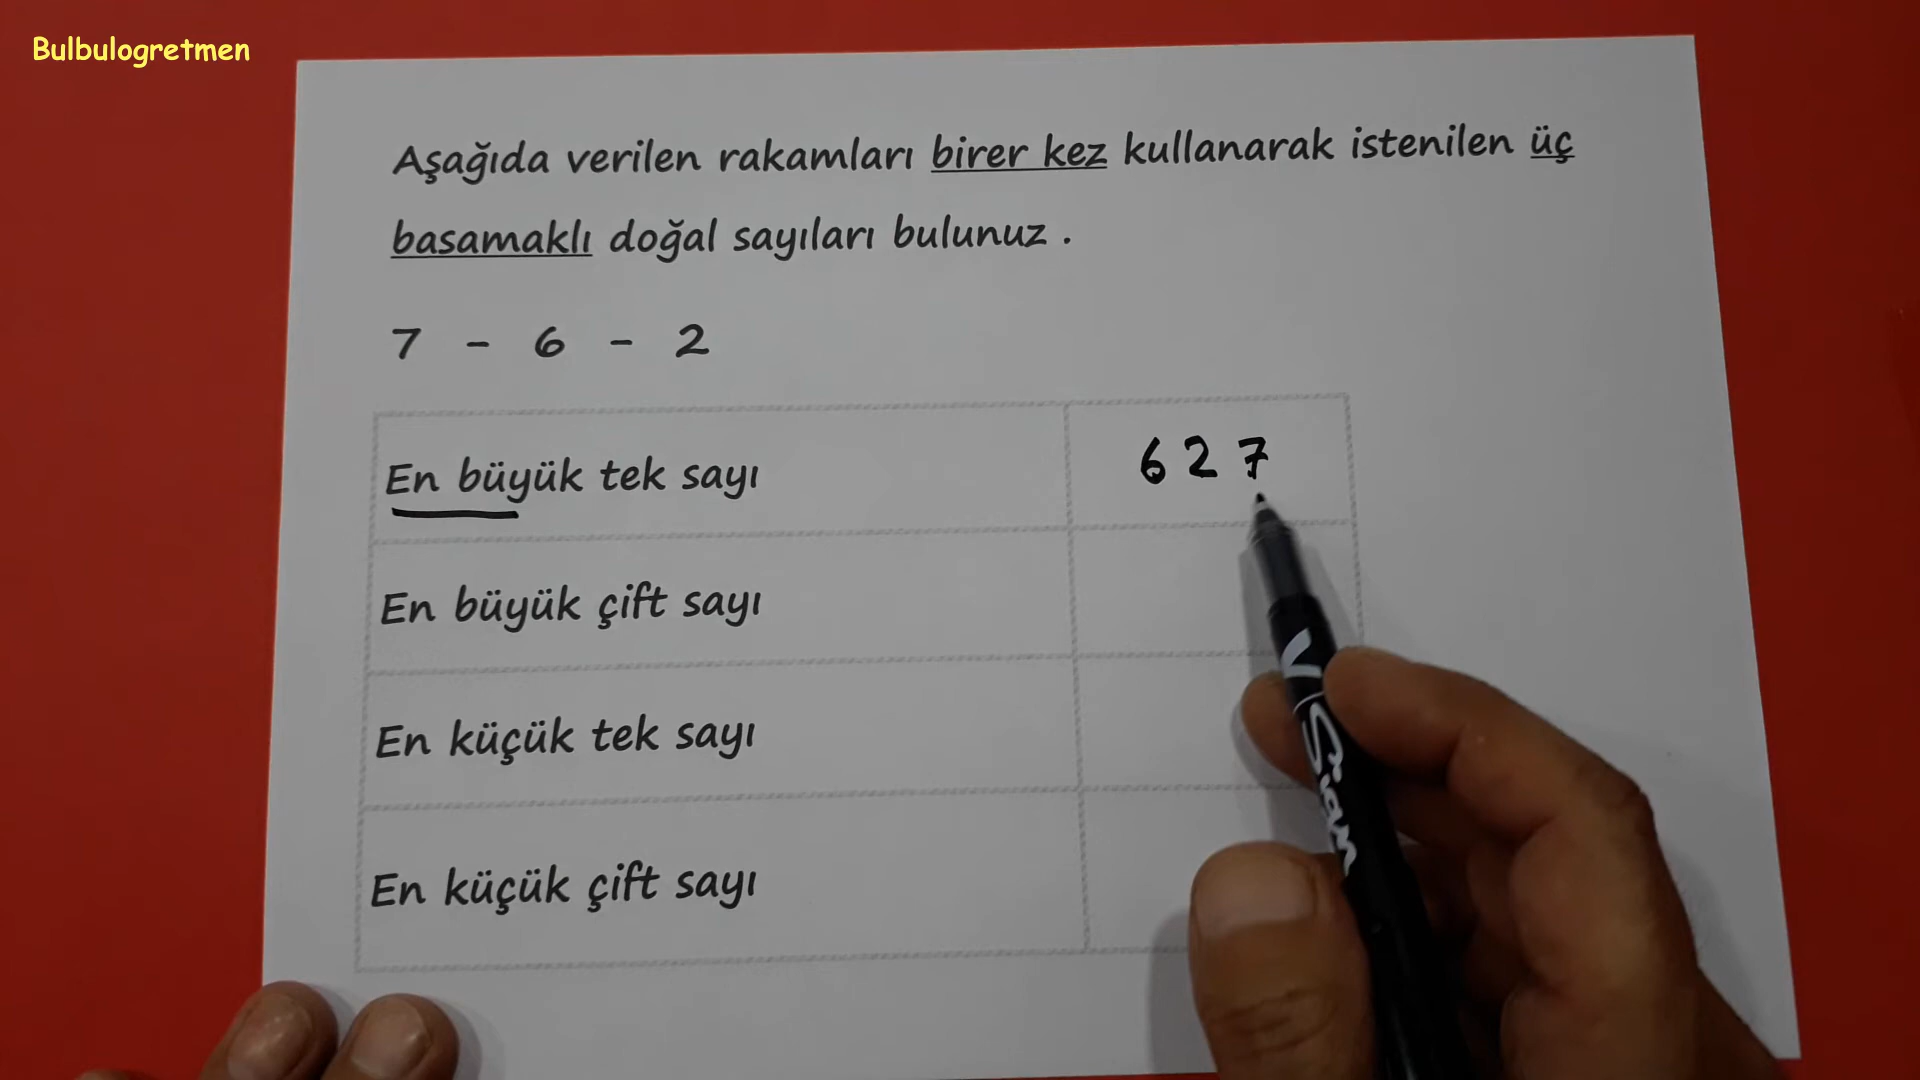 Bulbulogretmen
Aşağıda verilen rakamları birer kez kullanarak istenilen üç
basamaklı doğal sayıları bulunuz .
7 - 6 - 2
En büyük tek sayı
627
En büyük çift sayı
En küçük tek sayı
En küçük çift sayı
V Sign